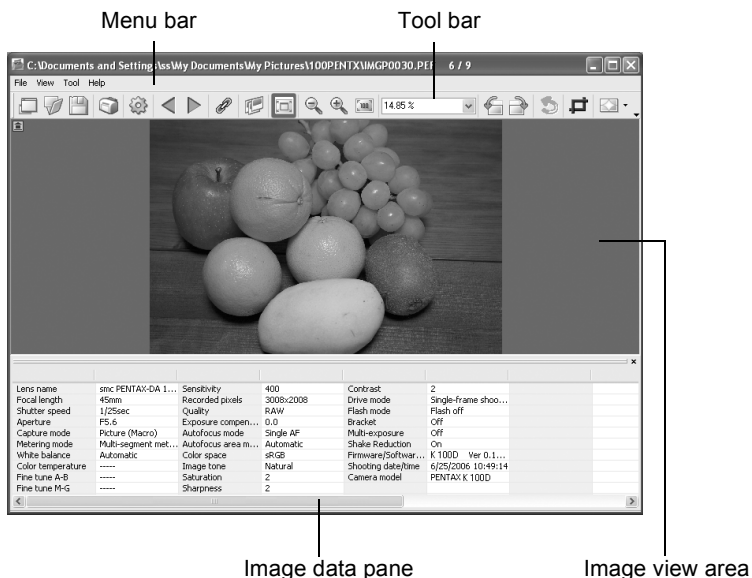 Menu bar Tool bar
C:\Documents and Settings\ss\My Documents\My Pictures\100PENTX\IMGP0030.PEF 6 / 9
File View Tool Help
14.85 %
Lens name smc PENTAX-DA 1... Sensitivity 400 Contrast 2
Focal length 45mm Recorded pixels 3008x2008 Drive mode Single-frame shoo...
Shutter speed 1/25sec Quality RAW Flash mode Flash off
Aperture F5.6 Exposure compen... 0.0 Bracket Off
Capture mode Picture (Macro) Autofocus mode Single AF Multi-exposure Off
Metering mode Multi-segment met... Autofocus area m... Automatic Shake Reduction On
White balance Automatic Color space sRGB Firmware/Softwar... K 100D Ver 0.1...
Color temperature ----- Image tone Natural Shooting date/time 6/25/2006 10:49:14
Fine tune A-B ----- Saturation 2 Camera model PENTAX K 100D
Fine tune M-G ----- Sharpness 2
Image data pane Image view area